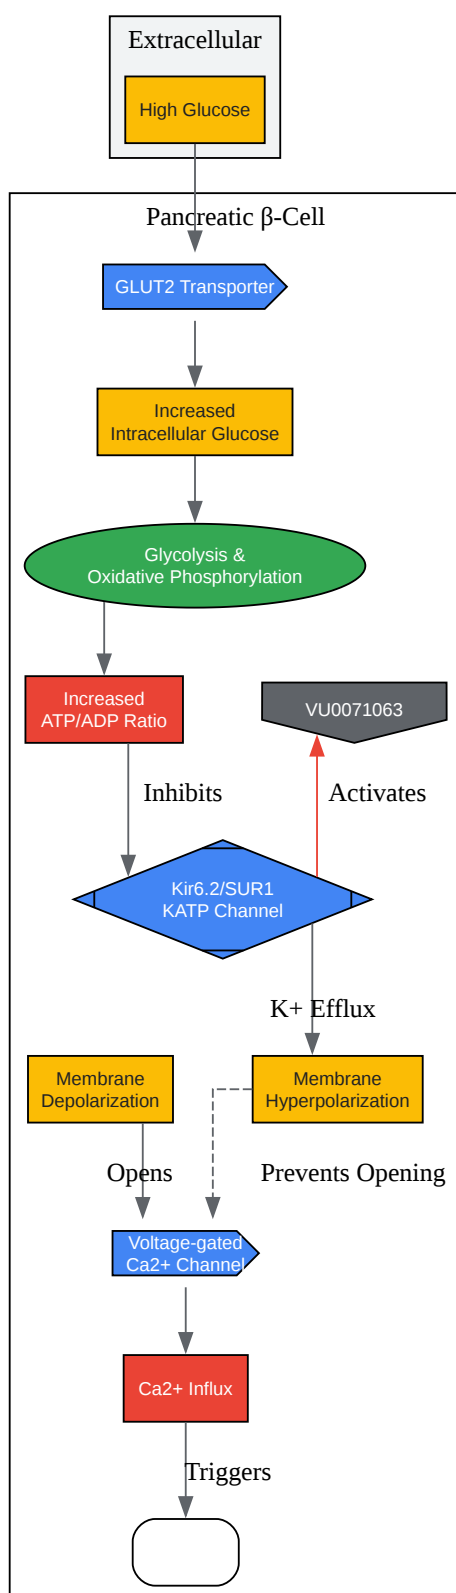 Extracellular
High Glucose
Pancreatic β-Cell
GLUT2 Transporter
Increased
Intracellular Glucose
Glycolysis &
Oxidative Phosphorylation
Increased
ATP/ADP Ratio
VU0071063
Inhibits
Activates
Kir6.2/SUR1
KATP Channel
K+ Efflux
Membrane
Depolarization
Membrane
Hyperpolarization
Opens
Prevents Opening
Voltage-gated
Ca2+ Channel
Ca2+ Influx
Triggers